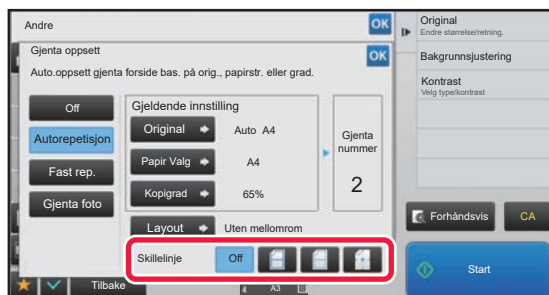 Andre
OK
Gjenta oppsett
OK
Auto.oppsett gjenta forside bas. på orig., papirstr. eller grad.
Off
Autorepetisjon
Fast rep.
Gjenta foto
Gjeldende innstilling
Original
Auto A4
Papir Valg
A4
Kopigrad
65%
Gjenta
nummer
2
Layout
Uten mellomrom
Skillelinje
Off
Tilbake
4
A3
Original
Endre størrelse/retning.
Bakgrunnsjustering
Kontrast
Velg type/kontrast
Forhåndsvis
CA
Start